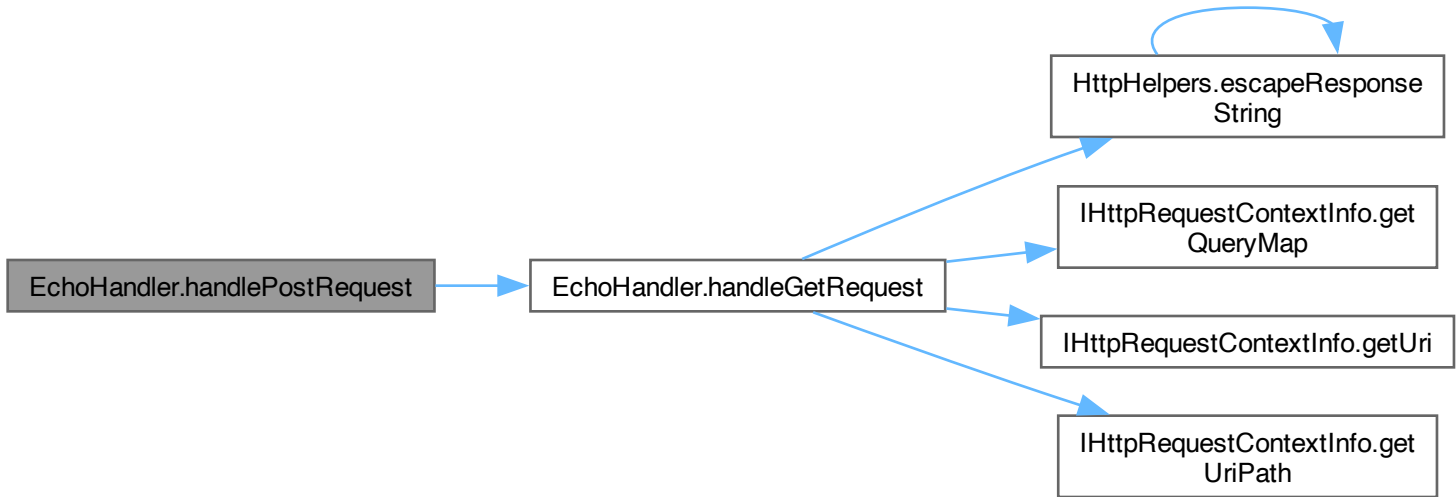 HttpHelpers.escapeResponse
String
IHttpRequestContextInfo.get
QueryMap
EchoHandler.handlePostRequest
EchoHandler.handleGetRequest
IHttpRequestContextInfo.getUri
IHttpRequestContextInfo.get
UriPath